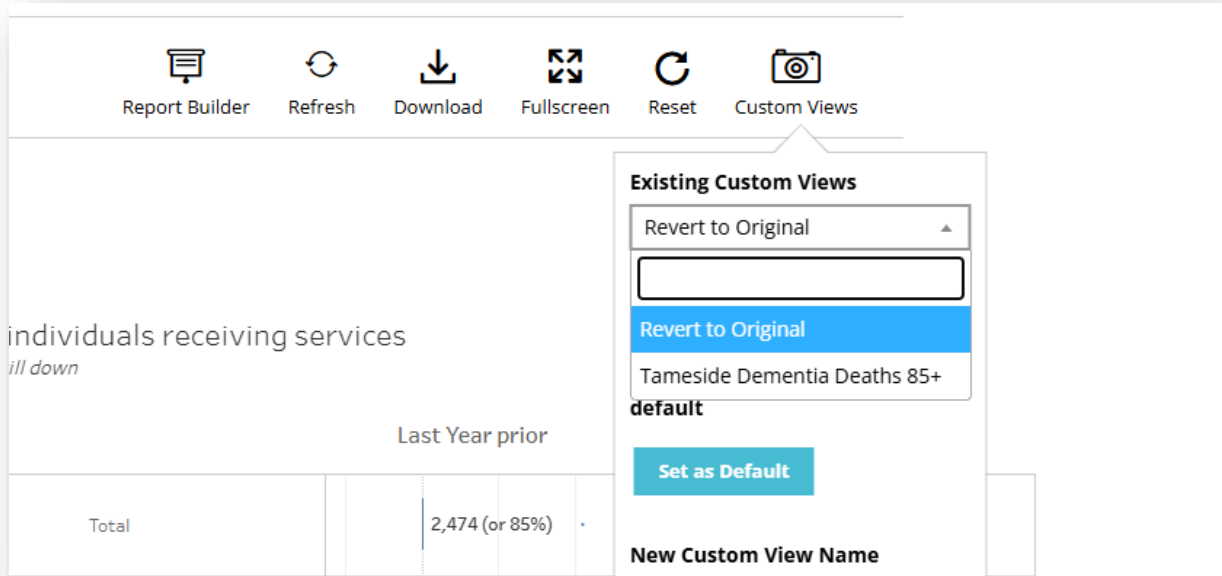 Report Builder
Refresh
Download
Fullscreen
Reset
Custom Views
Existing Custom Views
Revert to Original
Revert to Original
Tameside Dementia Deaths 85+
default
Set as Default
New Custom View Name
individuals receiving services
ill down
Last Year prior
Total
2,474 (or 85%)